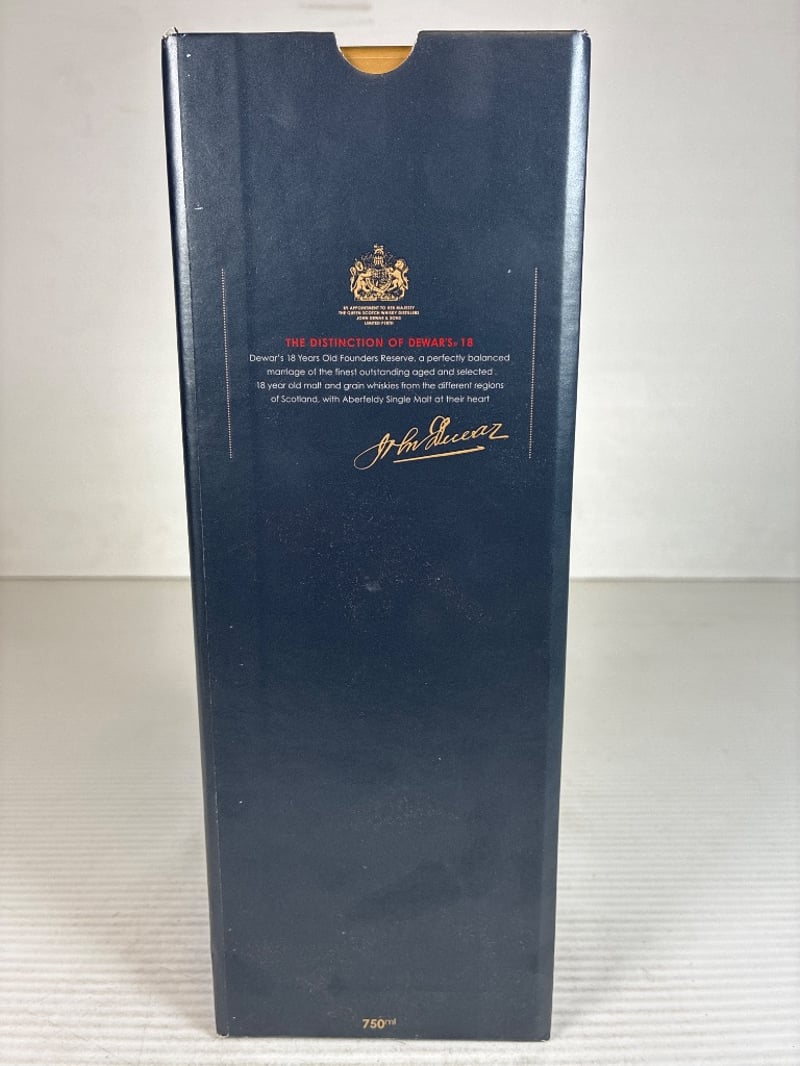 BY APPOINTMENT TO HER MAJESTY
THE QUEEN SCOTCH WHISKY DISTILLERS
JOHN DEWAR & SONS
LIMITED PERTH
THE DISTINCTION OF DEWAR'S® 18
Dewar's 18 Years Old Founders Reserve, a perfectly balanced
marriage of the finest outstanding aged and selected
18 year old malt and grain whiskies from the different regions
of Scotland, with Aberfeldy Single Malt at their heart
John Dewar
750ml